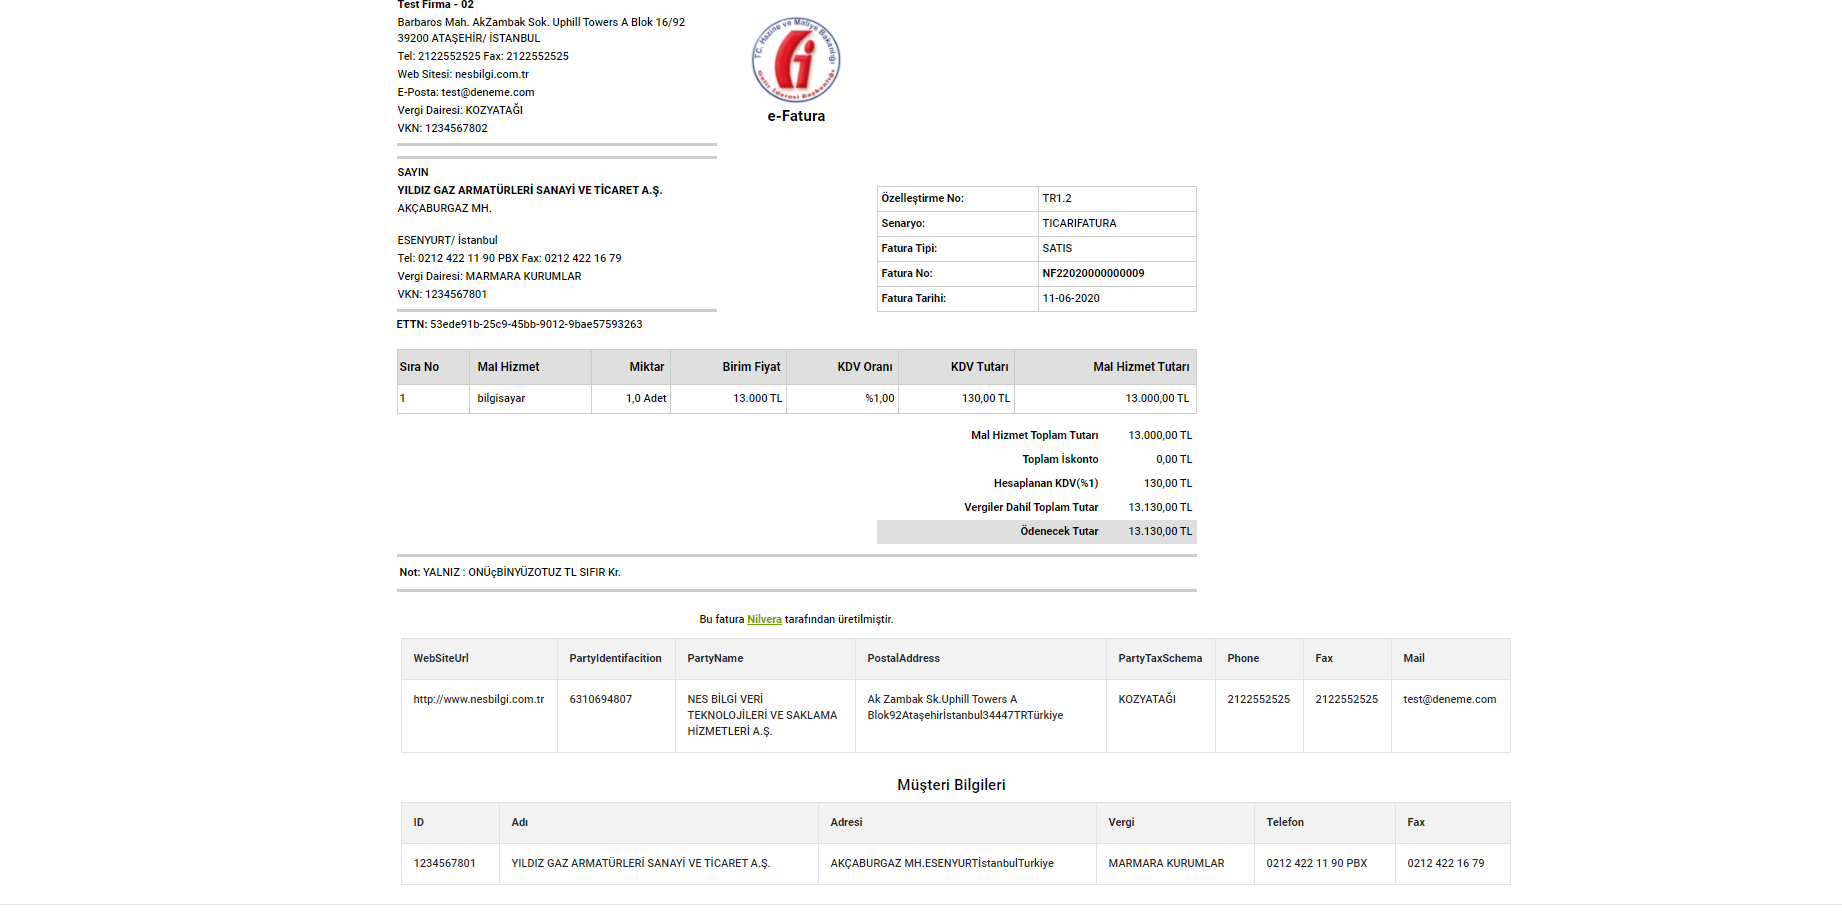 Test Firma - 02
Barbaros Mah. AkZambak Sok. Uphill Towers A Blok 16/92
39200 ATAŞEHİR/ İSTANBUL
Tel: 2122552525 Fax: 2122552525
Web Sitesi: nesbilgi.com.tr
E-Posta: test@deneme.com
Vergi Dairesi: KOZYATAĞI
VKN: 1234567802
T.C. Hazine ve Maliye Bakanlığı
Gelir İdaresi Başkanlığı
e-Fatura
SAYIN
YILDIZ GAZ ARMATÜRLERİ SANAYİ VE TİCARET A.Ş.
AKÇABURGAZ MH.
ESENYURT/ İstanbul
Tel: 0212 422 11 90 PBX Fax: 0212 422 16 79
Vergi Dairesi: MARMARA KURUMLAR
VKN: 1234567801
Özelleştirme No: TR1.2
Senaryo: TICARIFATURA
Fatura Tipi: SATIS
Fatura No: NF22020000000009
Fatura Tarihi: 11-06-2020
ETTN: 53ede91b-25c9-45bb-9012-9bae57593263
Sıra No Mal Hizmet Miktar Birim Fiyat KDV Oranı KDV Tutarı Mal Hizmet Tutarı
1 bilgisayar 1,0 Adet 13.000 TL %1,00 130,00 TL 13.000,00 TL
Mal Hizmet Toplam Tutarı 13.000,00 TL
Toplam İskonto 0,00 TL
Hesaplanan KDV(%1) 130,00 TL
Vergiler Dahil Toplam Tutar 13.130,00 TL
Ödenecek Tutar 13.130,00 TL
Not: YALNIZ : ONÜçBİNYÜZOTUZ TL SIFIR Kr.
Bu fatura Nilvera tarafından üretilmiştir.
WebSiteUrl PartyIdentifacition PartyName PostalAddress PartyTaxSchema Phone Fax Mail
http://www.nesbilgi.com.tr 6310694807 NES BİLGİ VERİ TEKNOLOJİLERİ VE SAKLAMA HİZMETLERİ A.Ş. Ak Zambak Sk.Uphill Towers A Blok92Ataşehirİstanbul34447TRTürkiye KOZYATAĞI 2122552525 2122552525 test@deneme.com
Müşteri Bilgileri
ID Adı Adresi Vergi Telefon Fax
1234567801 YILDIZ GAZ ARMATÜRLERİ SANAYİ VE TİCARET A.Ş. AKÇABURGAZ MH.ESENYURTİstanbulTurkiye MARMARA KURUMLAR 0212 422 11 90 PBX 0212 422 16 79